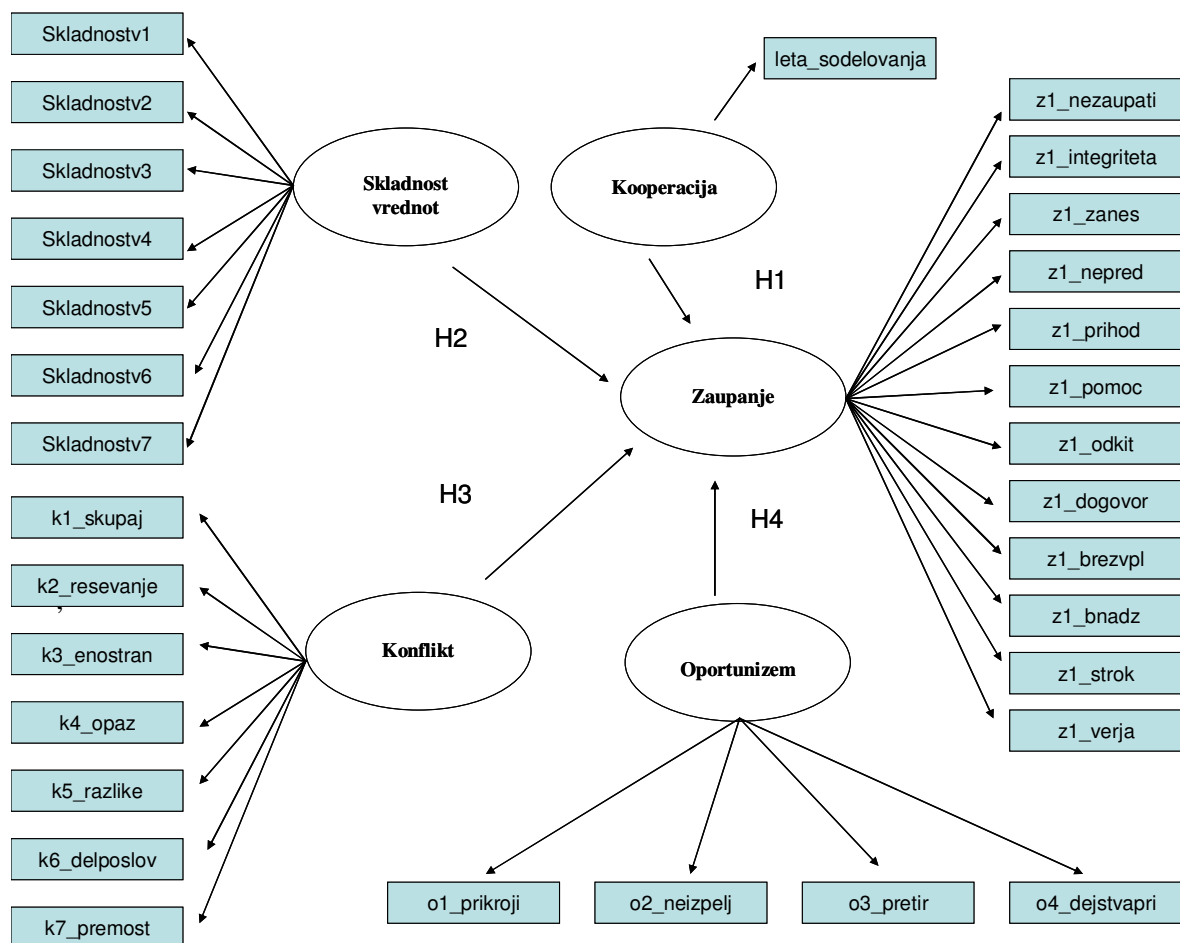 Skladnostv1
Skladnostv2
Skladnostv3
Skladnostv4
Skladnostv5
Skladnostv6
Skladnostv7
k1_skupaj
k2_resevanje
,
k3_enostran
k4_opaz
k5_razlike
k6_delposlov
k7_premost
Skladnost
vrednot
Kooperacija
leta_sodelovanja
H1
H2
Zaupanje
H3
H4
Konflikt
Oportunizem
o1_prikroji
o2_neizpelj
o3_pretir
o4_dejstvapri
z1_nezaupati
z1_integriteta
z1_zanes
z1_nepred
z1_prihod
z1_pomoc
z1_odkit
z1_dogovor
z1_brezvpl
z1_bnadz
z1_strok
z1_verja